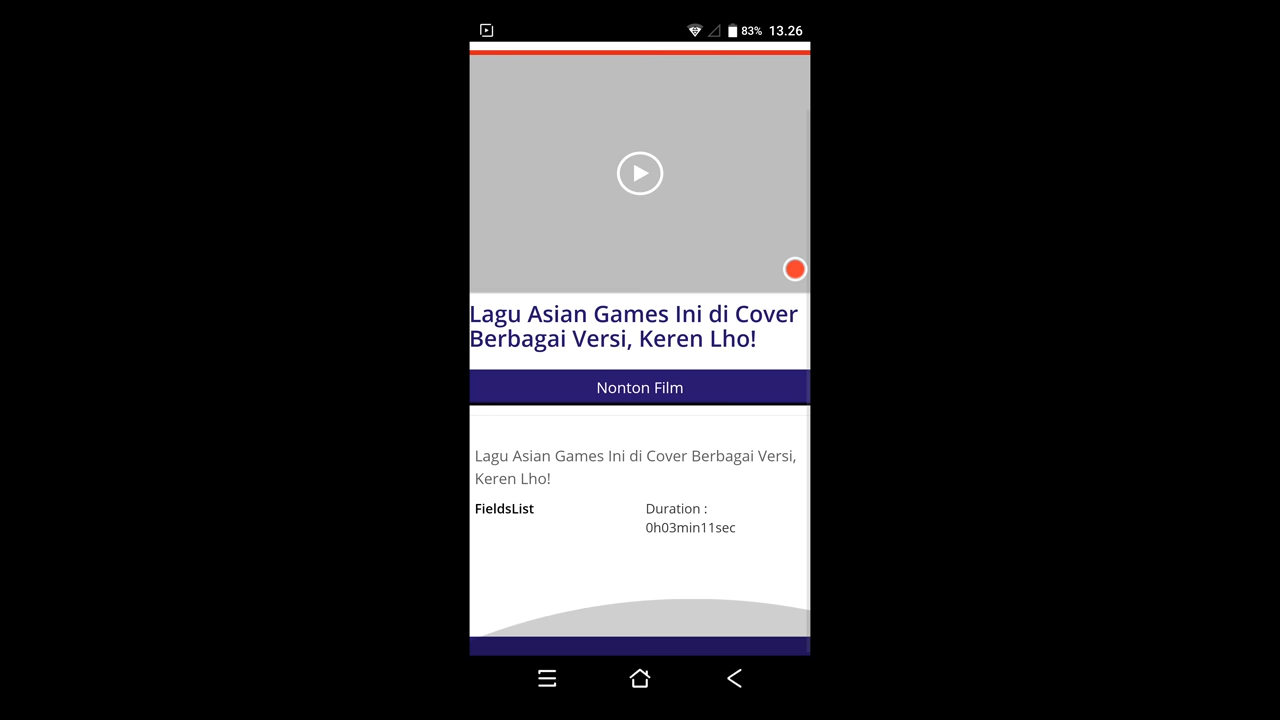 83% 13.26
Lagu Asian Games Ini di Cover
Berbagai Versi, Keren Lho!
Nonton Film
Lagu Asian Games Ini di Cover Berbagai Versi,
Keren Lho!
FieldsList
Duration :
0h03min11sec